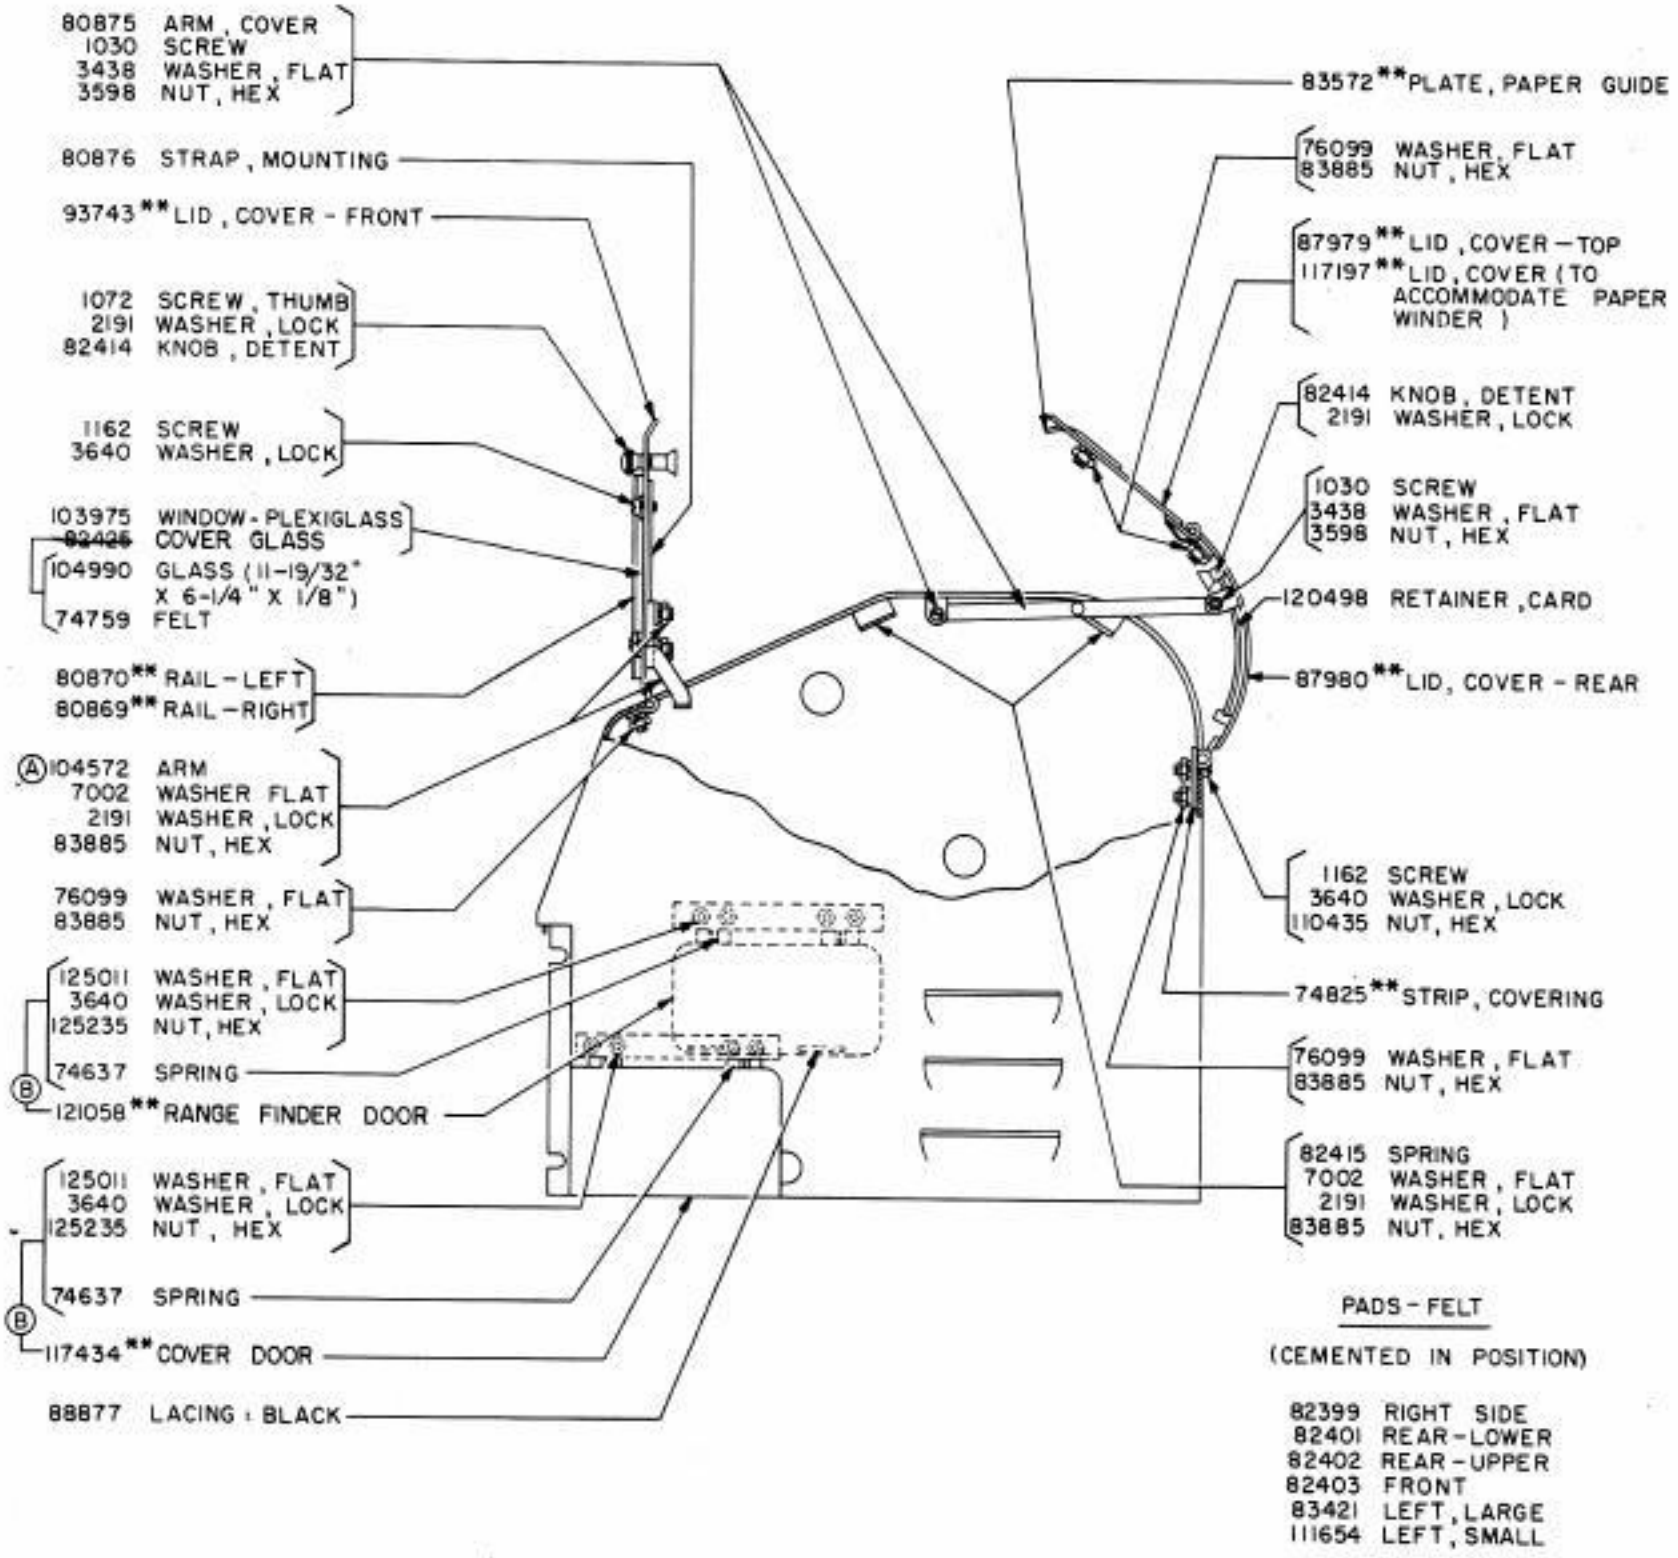 80875 ARM, COVER
1030 SCREW
3438 WASHER, FLAT
3598 NUT, HEX
80876 STRAP, MOUNTING
93743** LID, COVER - FRONT
1072 SCREW, THUMB
2191 WASHER, LOCK
82414 KNOB, DETENT
1162 SCREW
3640 WASHER, LOCK
103975 WINDOW - PLEXIGLASS
82425 COVER GLASS
104990 GLASS (11-19/32"
X 6-1/4" X 1/8")
74759 FELT
80870** RAIL - LEFT
80869** RAIL - RIGHT
A 104572 ARM
7002 WASHER FLAT
2191 WASHER, LOCK
83885 NUT, HEX
76099 WASHER, FLAT
83885 NUT, HEX
125011 WASHER, FLAT
3640 WASHER, LOCK
125235 NUT, HEX
74637 SPRING
B
121058** RANGE FINDER DOOR
125011 WASHER, FLAT
3640 WASHER, LOCK
125235 NUT, HEX
74637 SPRING
B
117434** COVER DOOR
88877 LACING: BLACK
83572** PLATE, PAPER GUIDE
76099 WASHER, FLAT
83885 NUT, HEX
87979** LID, COVER - TOP
117197** LID, COVER (TO
ACCOMMODATE PAPER
WINDER)
82414 KNOB, DETENT
2191 WASHER, LOCK
1030 SCREW
3438 WASHER, FLAT
3598 NUT, HEX
120498 RETAINER, CARD
87980** LID, COVER - REAR
1162 SCREW
3640 WASHER, LOCK
110435 NUT, HEX
74825** STRIP, COVERING
76099 WASHER, FLAT
83885 NUT, HEX
82415 SPRING
7002 WASHER, FLAT
2191 WASHER, LOCK
83885 NUT, HEX
PADS - FELT
(CEMENTED IN POSITION)
82399 RIGHT SIDE
82401 REAR - LOWER
82402 REAR - UPPER
82403 FRONT
83421 LEFT, LARGE
111654 LEFT, SMALL